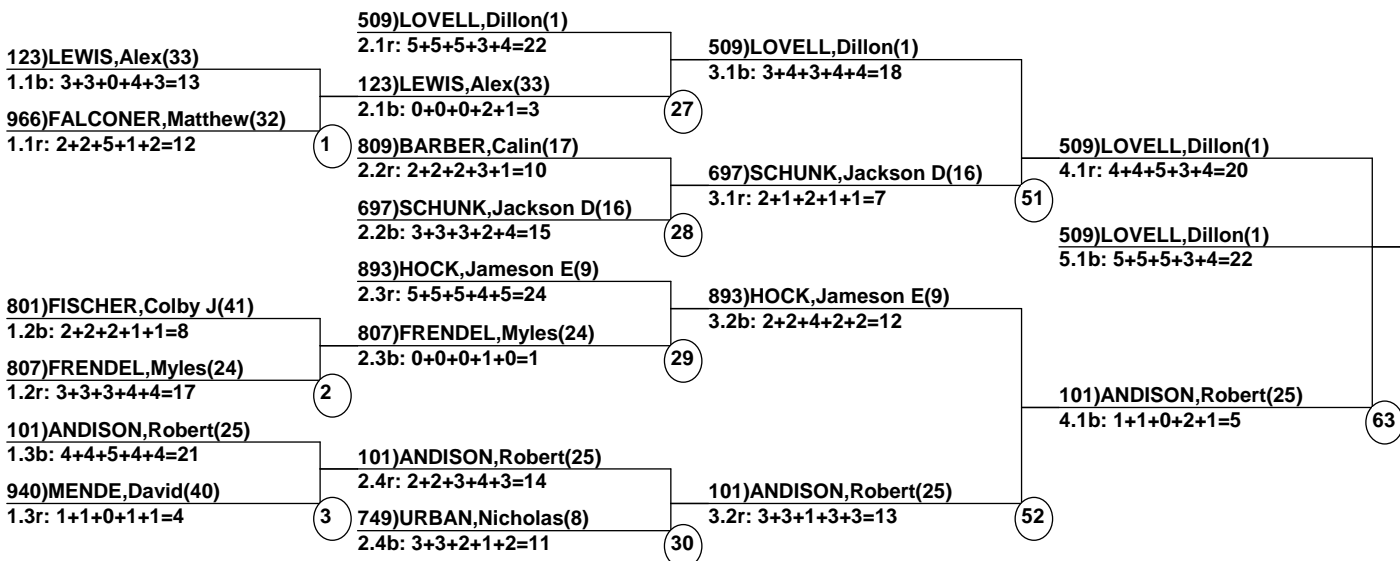 123)LEWIS,Alex(33)
1.1b: 3+3+0+4+3=13
966)FALCONER,Matthew(32)
1.1r: 2+2+5+1+2=12
1
801)FISCHER,Colby J(41)
1.2b: 2+2+2+1+1=8
807)FRENDEL,Myles(24)
1.2r: 3+3+3+4+4=17
2
101)ANDISON,Robert(25)
1.3b: 4+4+5+4+4=21
940)MENDE,David(40)
1.3r: 1+1+0+1+1=4
3
509)LOVELL,Dillon(1)
2.1r: 5+5+5+3+4=22
123)LEWIS,Alex(33)
2.1b: 0+0+0+2+1=3
27
809)BARBER,Calin(17)
2.2r: 2+2+2+3+1=10
697)SCHUNK,Jackson D(16)
2.2b: 3+3+3+2+4=15
28
893)HOCK,Jameson E(9)
2.3r: 5+5+5+4+5=24
807)FRENDEL,Myles(24)
2.3b: 0+0+0+1+0=1
29
101)ANDISON,Robert(25)
2.4r: 2+2+3+4+3=14
749)URBAN,Nicholas(8)
2.4b: 3+3+2+1+2=11
30
509)LOVELL,Dillon(1)
3.1b: 3+4+3+4+4=18
697)SCHUNK,Jackson D(16)
3.1r: 2+1+2+1+1=7
51
893)HOCK,Jameson E(9)
3.2b: 2+2+4+2+2=12
101)ANDISON,Robert(25)
3.2r: 3+3+1+3+3=13
52
509)LOVELL,Dillon(1)
4.1r: 4+4+5+3+4=20
509)LOVELL,Dillon(1)
5.1b: 5+5+5+3+4=22
101)ANDISON,Robert(25)
4.1b: 1+1+0+2+1=5
63